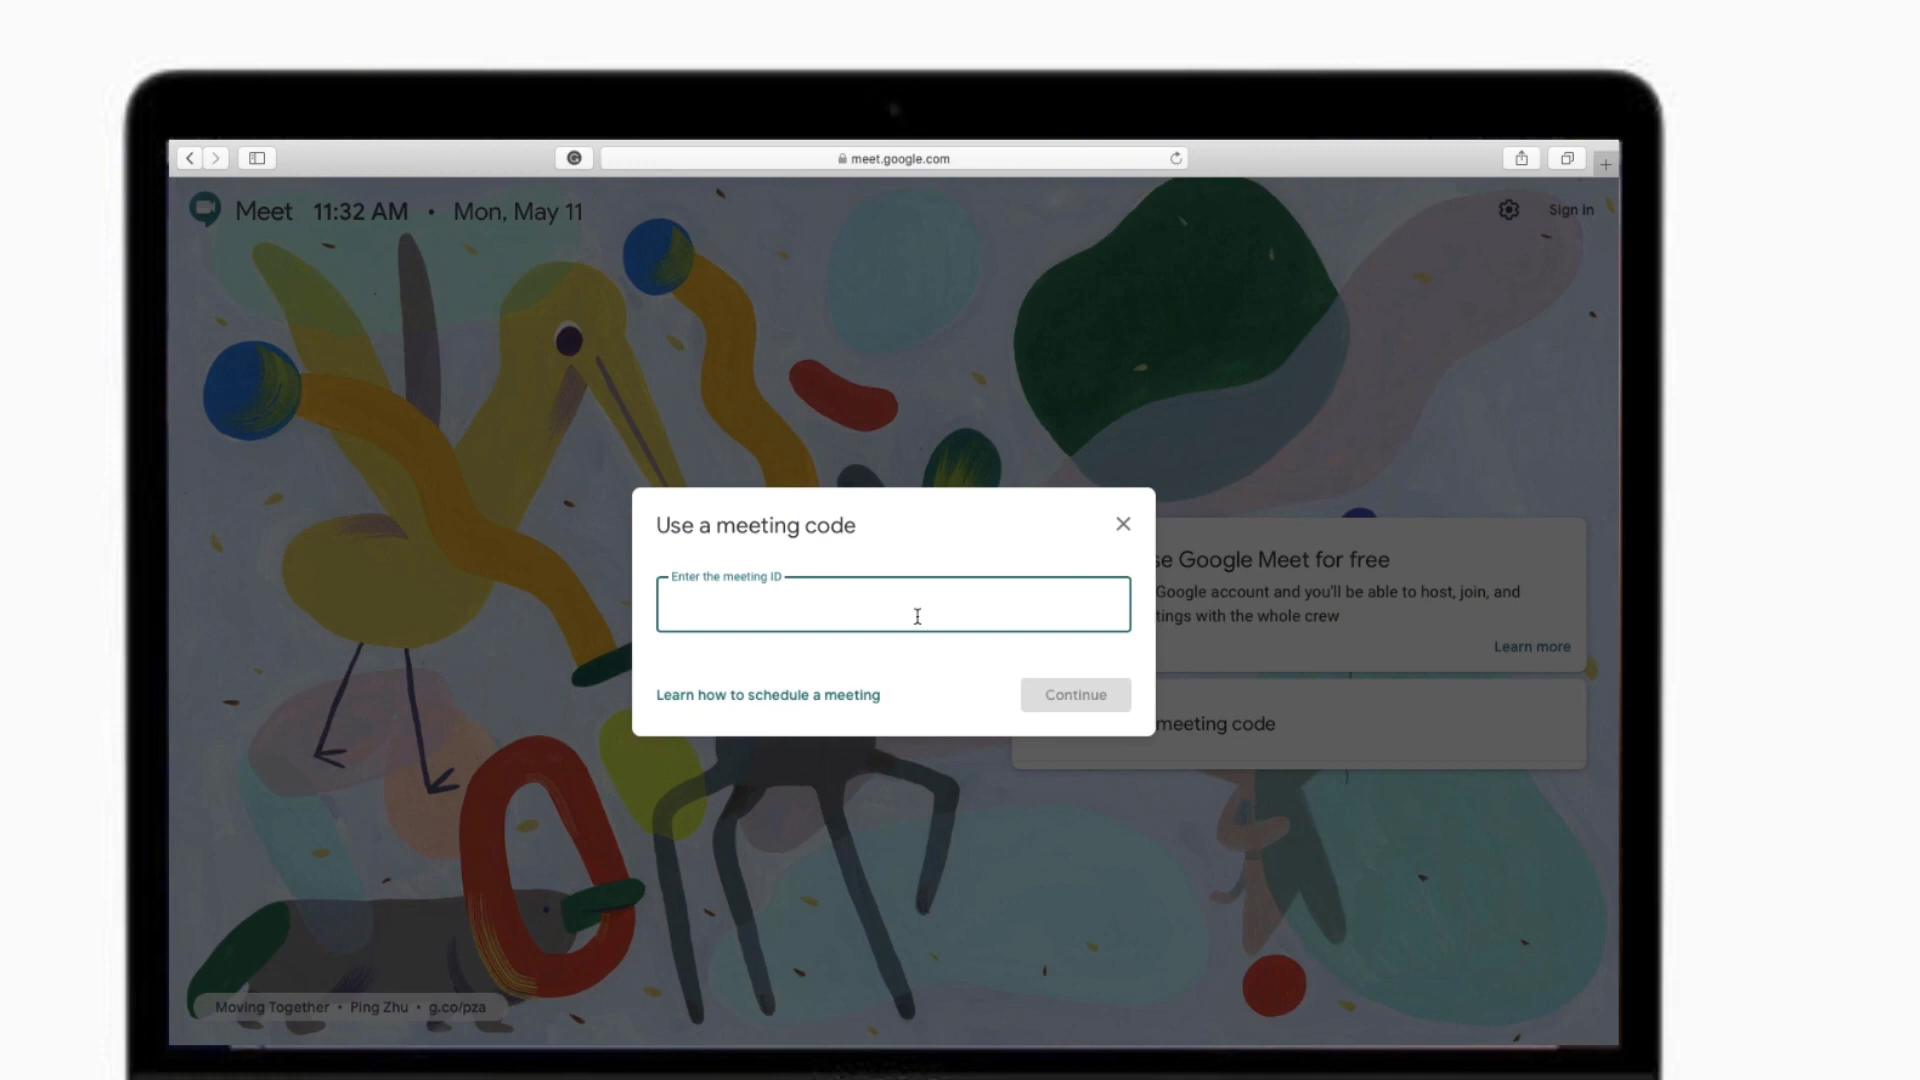 meet.google.com
Meet 11:32 AM • Mon, May 11
Sign in
Use a meeting code
Enter the meeting ID
Learn how to schedule a meeting
Continue
se Google Meet for free
Google account and you'll be able to host, join, and
tings with the whole crew
Learn more
meeting code
Moving Together • Ping Zhu • g.co/pza